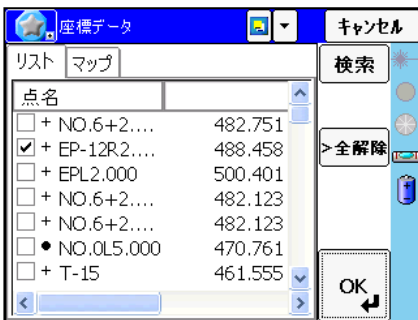 座標データ
キャンセル
リスト マップ
検索
点名
+ NO.6+2.... 482.751
+ EP-12R2.... 488.458
>全解除
+ EPL2.000 500.401
+ NO.6+2.... 482.123
+ NO.6+2.... 482.123
● NO.0L5.000 470.761
+ T-15 461.555
OK